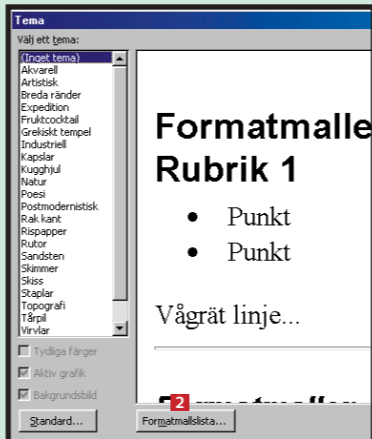 Tema
Välj ett tema:
(Inget tema)
Akvarell
Artistisk
Breda ränder
Expedition
Fruktcocktail
Grekiskt tempel
Industriell
Kapslar
Kugghjul
Natur
Poesi
Postmodernistisk
Rak kant
Rispapper
Rutor
Sandsten
Skimmer
Skiss
Staplar
Topografi
Tårpil
Virvlar
Tydliga färger
Aktiv grafik
Bakgrundsbild
Standard...
Formatmalle
Rubrik 1
• Punkt
• Punkt
Vågrät linje...
2
Formatmallslista...